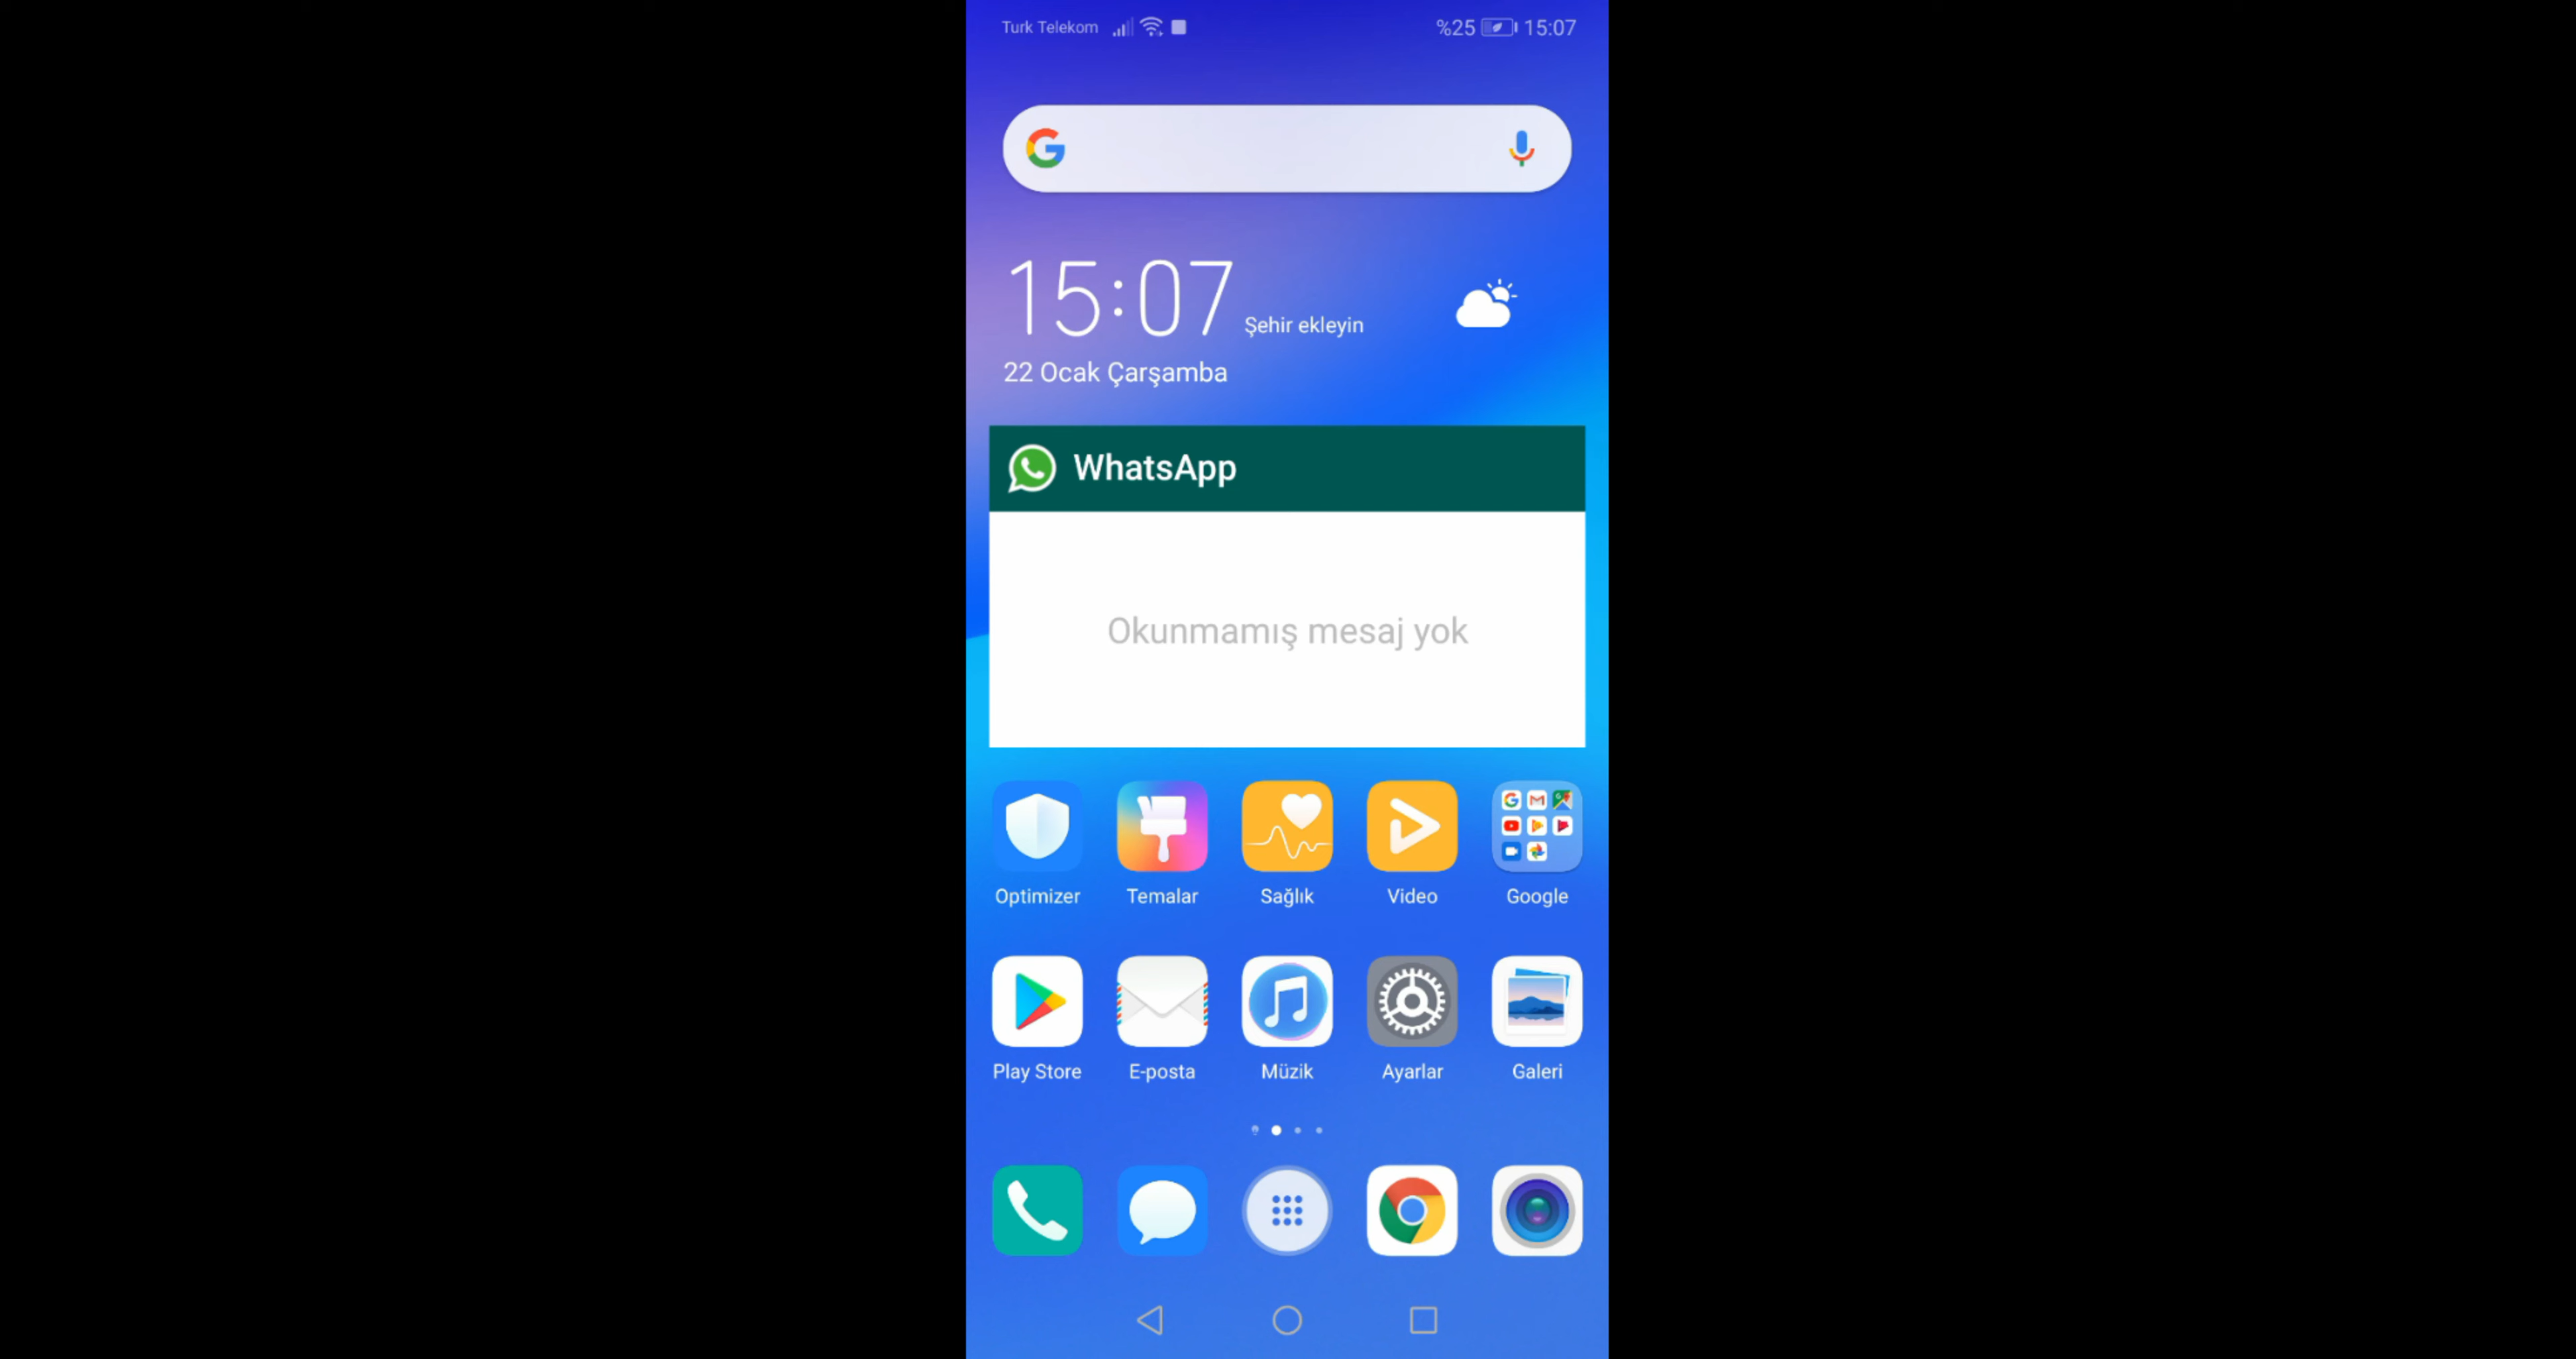 Turk Telekom %25 15:07
15:07 Şehir ekleyin
22 Ocak Çarşamba
WhatsApp
Okunmamış mesaj yok
Optimizer Temalar Sağlık Video Google
Play Store E-posta Müzik Ayarlar Galeri